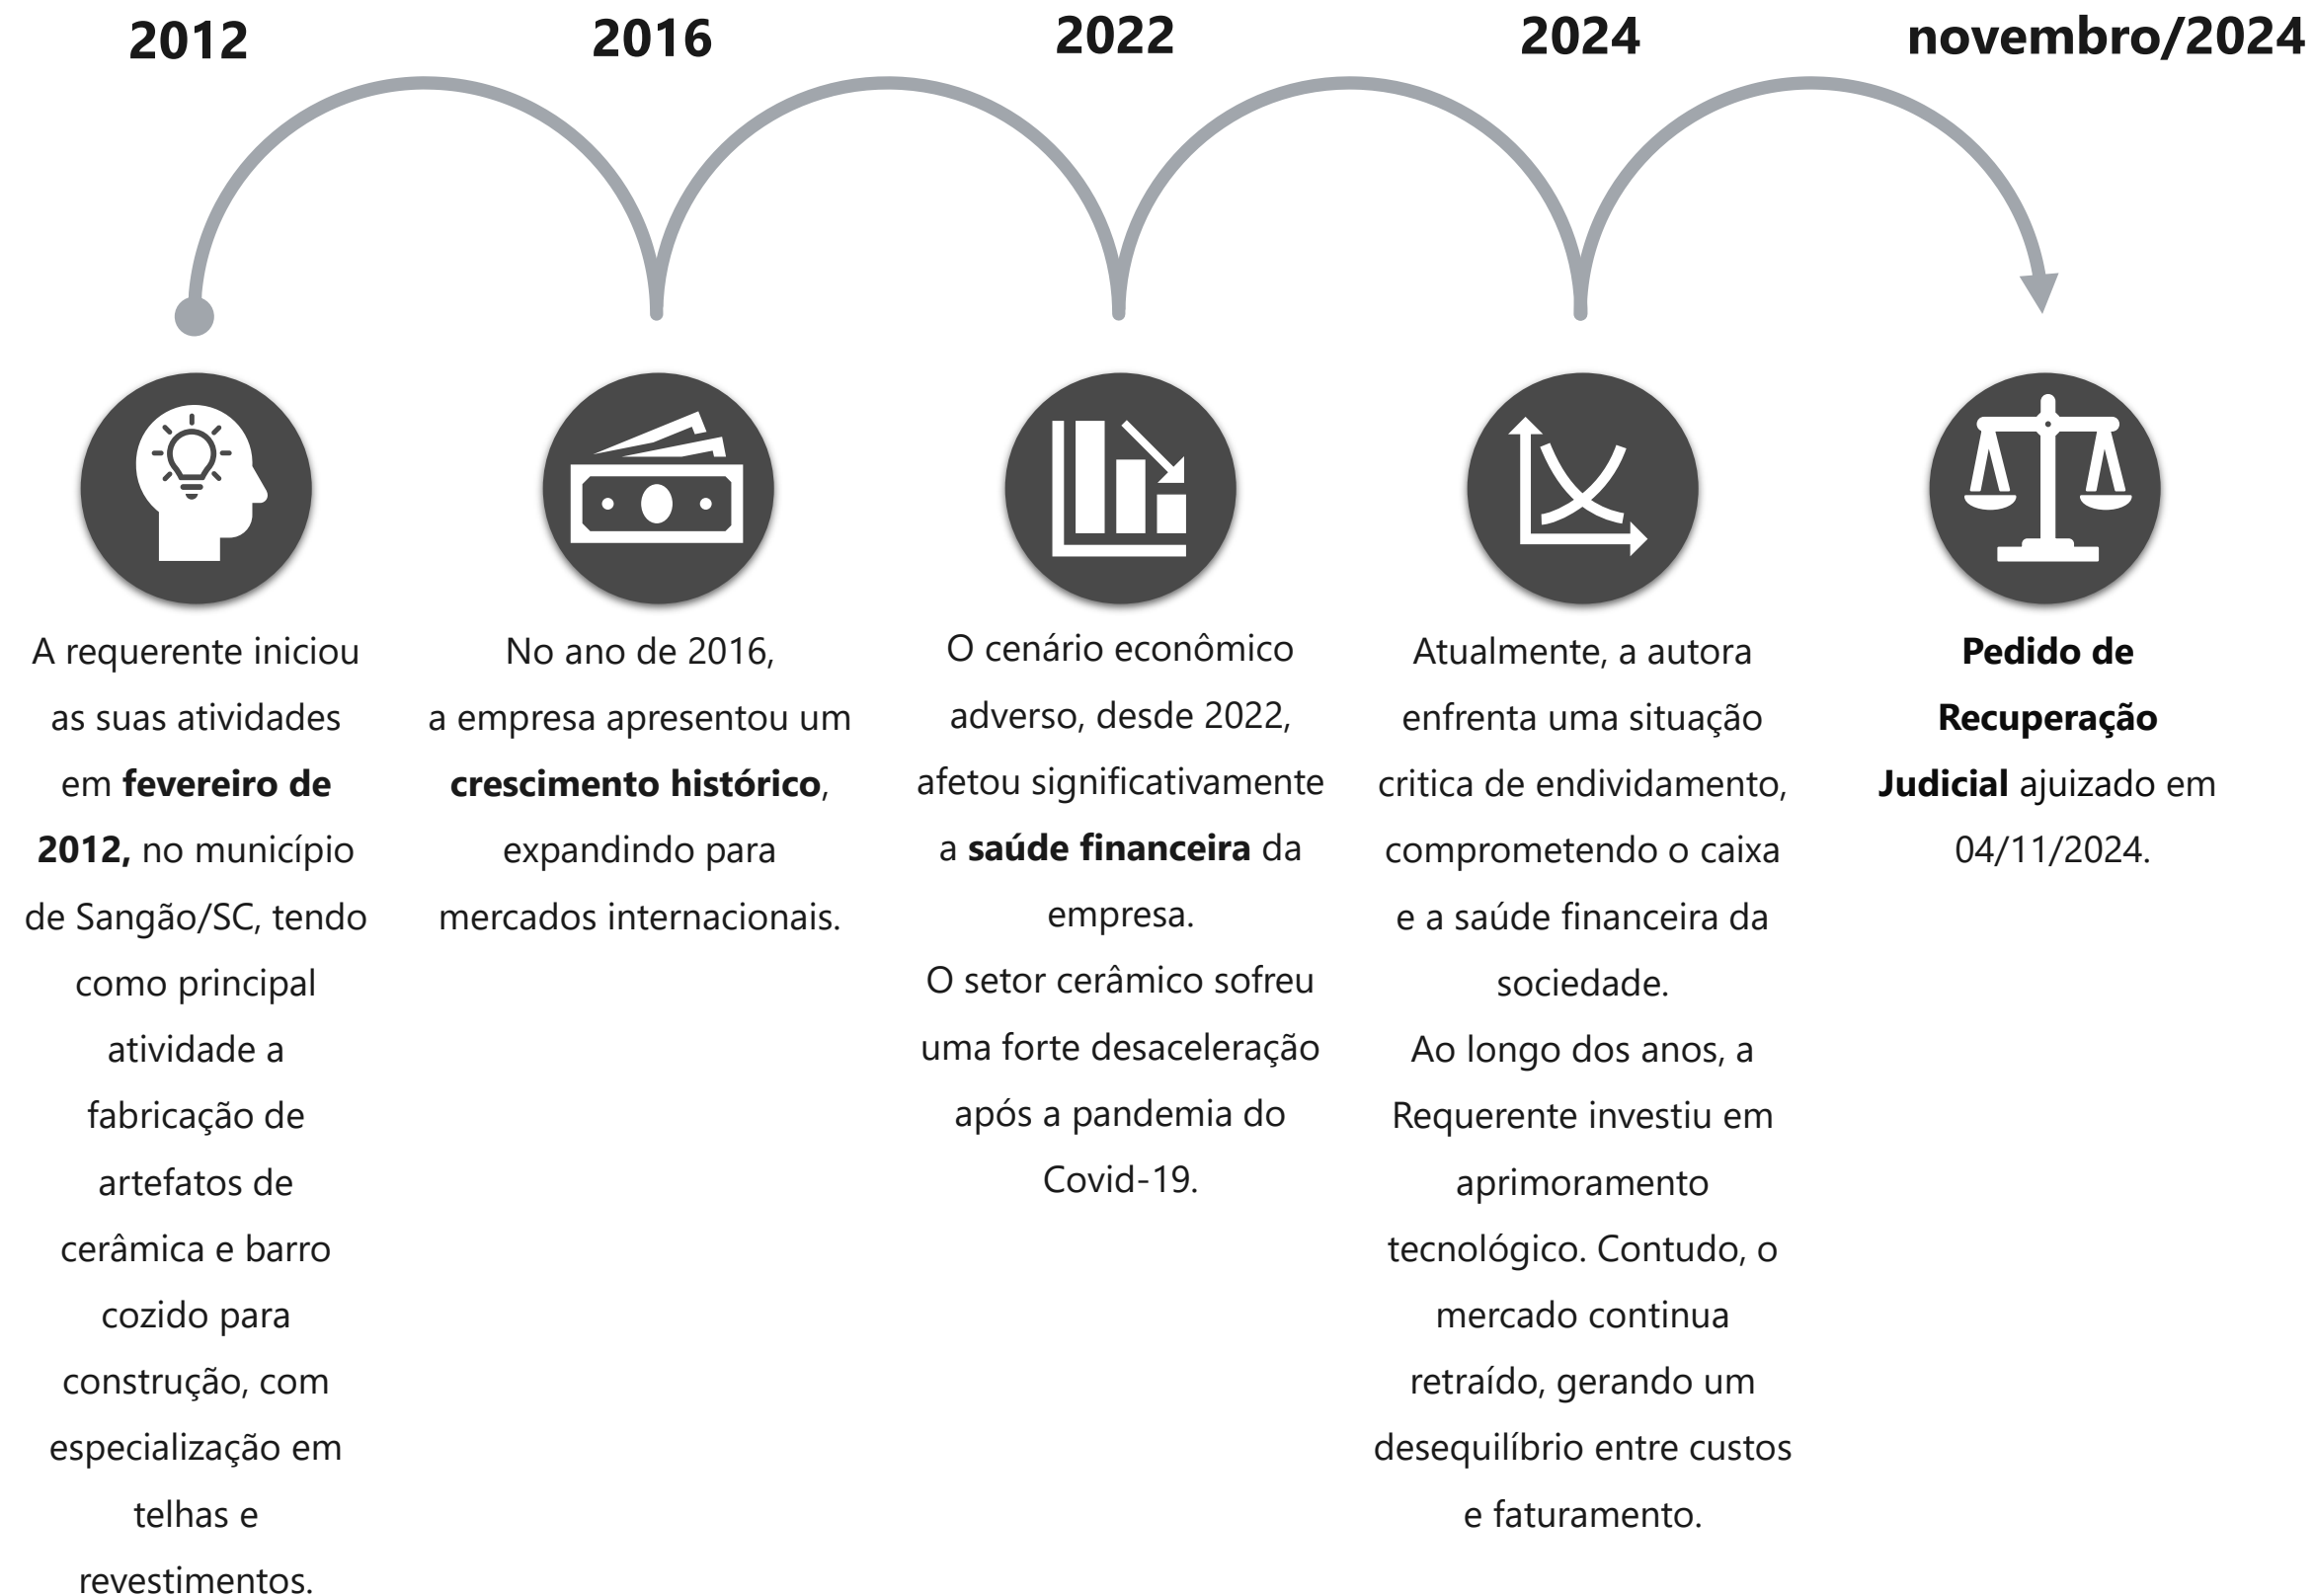 2012
A requerente iniciou
as suas atividades
em fevereiro de
2012, no município
de Sangão/SC, tendo
como principal
atividade a
fabricação de
artefatos de
cerâmica e barro
cozido para
construção, com
especialização em
telhas e
revestimentos.
2016
No ano de 2016,
a empresa apresentou um
crescimento histórico,
expandindo para
mercados internacionais.
2022
O cenário econômico
adverso, desde 2022,
afetou significativamente
a saúde financeira da
empresa.
O setor cerâmico sofreu
uma forte desaceleração
após a pandemia do
Covid-19.
2024
Atualmente, a autora
enfrenta uma situação
critica de endividamento,
comprometendo o caixa
e a saúde financeira da
sociedade.
Ao longo dos anos, a
Requerente investiu em
aprimoramento
tecnológico. Contudo, o
mercado continua
retraído, gerando um
desequilíbrio entre custos
e faturamento.
novembro/2024
Pedido de
Recuperação
Judicial ajuizado em
04/11/2024.